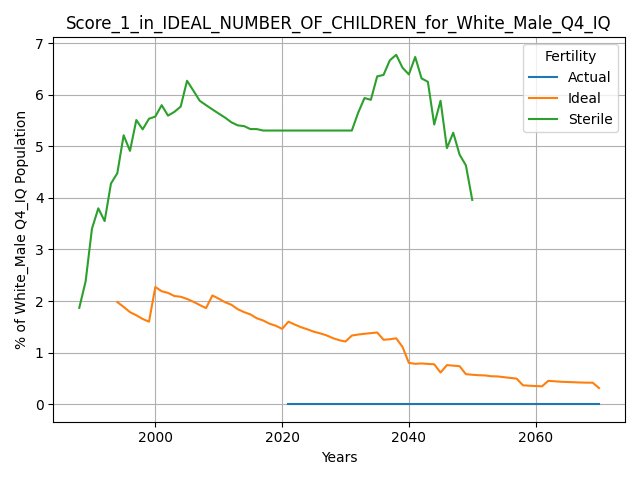 Score_1_in_IDEAL_NUMBER_OF_CHILDREN_for_White_Male_Q4_IQ
% of White_Male Q4_IQ Population
7
6
5
4
3
2
1
0
Fertility
Actual
Ideal
Sterile
2000
2020
2040
2060
Years